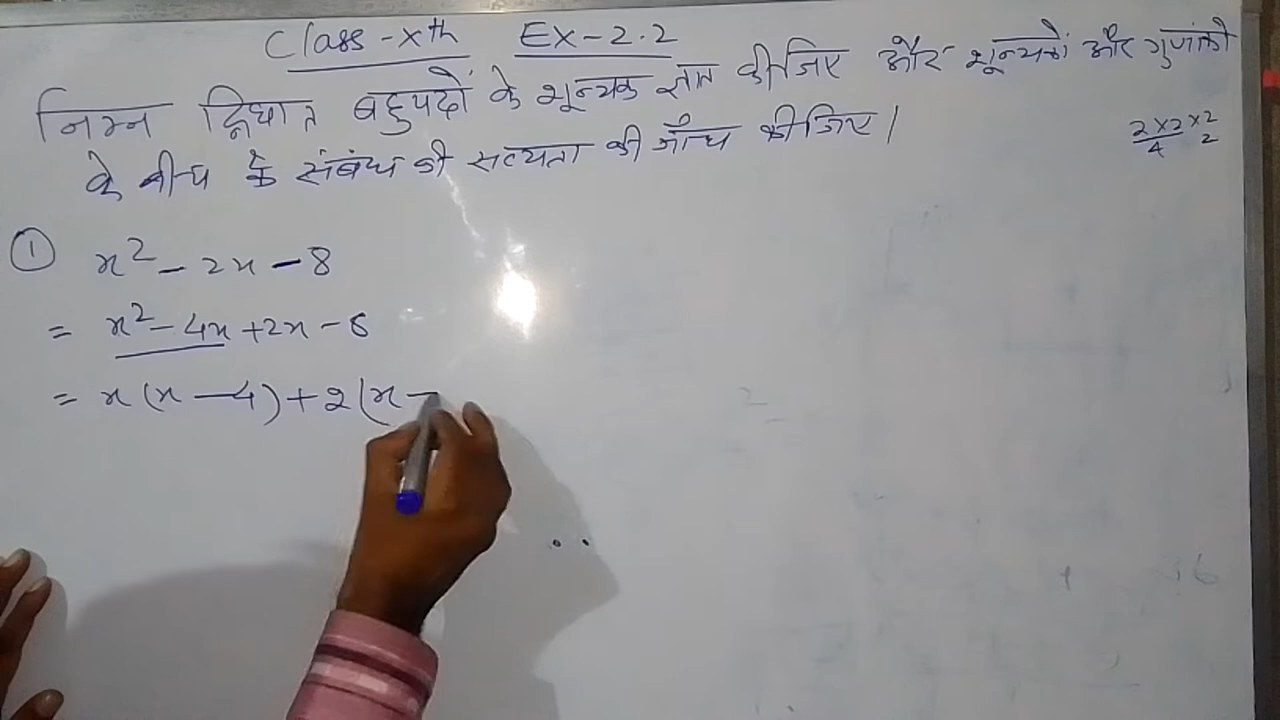 Class-xth Ex-2.2
निम्न द्विघात बहुपदों के शून्यक ज्ञात कीजिए और शून्यकों और गुणांको
के बीच के संबंध की सत्यता की जाँच कीजिए।
2×2×2
4 2
① x² - 2x - 8
= x² - 4x + 2x - 8
= x(x - 4) + 2(x -